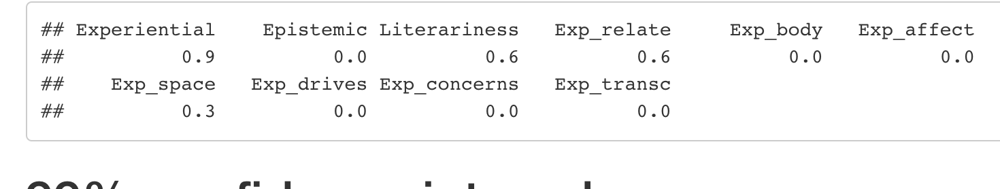 ## Experiential Epistemic Literariness Exp_relate Exp_body Exp_affect
## 0.9 0.0 0.6 0.6 0.0 0.0
## Exp_space Exp_drives Exp_concerns Exp_transc
## 0.3 0.0 0.0 0.0